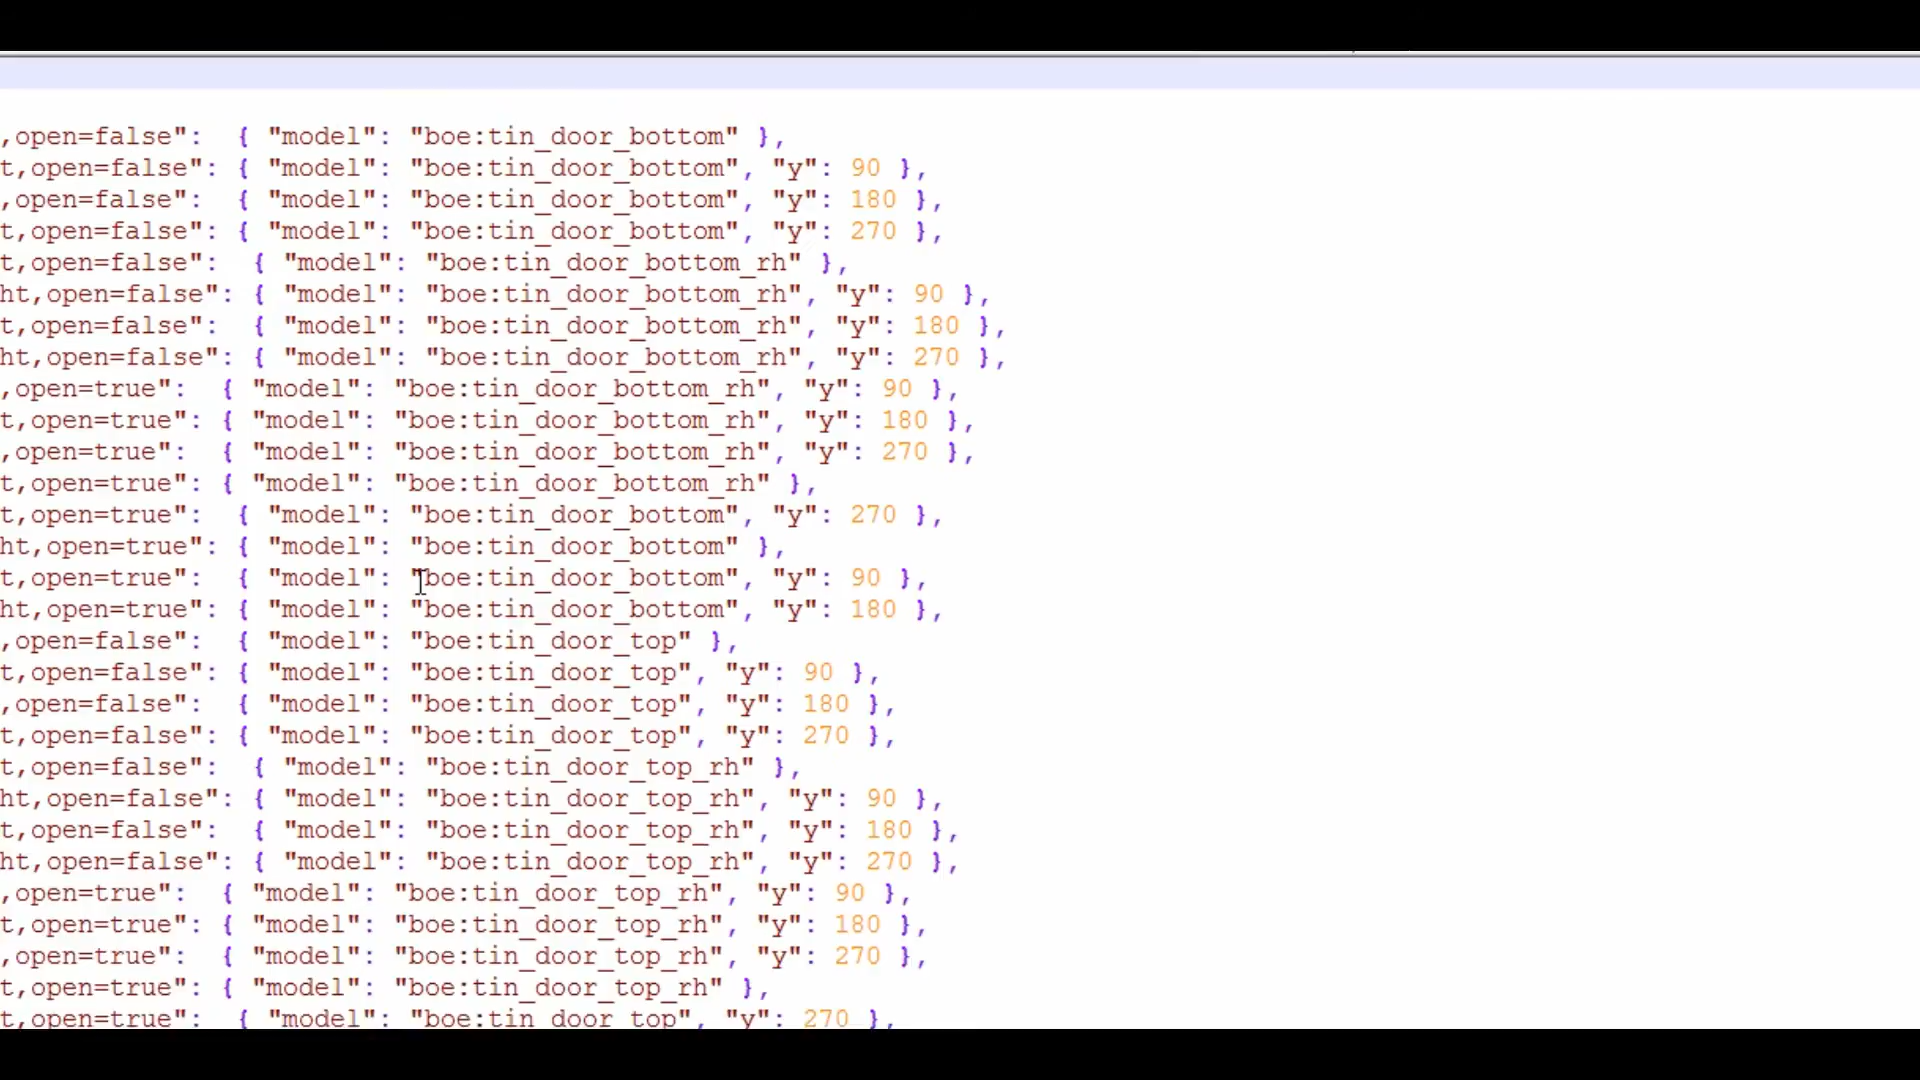 ,open=false":  { "model": "boe:tin_door_bottom" },
t,open=false": { "model": "boe:tin_door_bottom", "y": 90 },
,open=false":  { "model": "boe:tin_door_bottom", "y": 180 },
t,open=false": { "model": "boe:tin_door_bottom", "y": 270 },
t,open=false":  { "model": "boe:tin_door_bottom_rh" },
ht,open=false": { "model": "boe:tin_door_bottom_rh", "y": 90 },
t,open=false":  { "model": "boe:tin_door_bottom_rh", "y": 180 },
ht,open=false": { "model": "boe:tin_door_bottom_rh", "y": 270 },
,open=true":  { "model": "boe:tin_door_bottom_rh", "y": 90 },
t,open=true": { "model": "boe:tin_door_bottom_rh", "y": 180 },
,open=true":  { "model": "boe:tin_door_bottom_rh", "y": 270 },
t,open=true": { "model": "boe:tin_door_bottom_rh" },
t,open=true":  { "model": "boe:tin_door_bottom", "y": 270 },
ht,open=true": { "model": "boe:tin_door_bottom" },
t,open=true":  { "model": "boe:tin_door_bottom", "y": 90 },
ht,open=true": { "model": "boe:tin_door_bottom", "y": 180 },
,open=false":  { "model": "boe:tin_door_top" },
t,open=false": { "model": "boe:tin_door_top", "y": 90 },
,open=false":  { "model": "boe:tin_door_top", "y": 180 },
t,open=false": { "model": "boe:tin_door_top", "y": 270 },
t,open=false":  { "model": "boe:tin_door_top_rh" },
ht,open=false": { "model": "boe:tin_door_top_rh", "y": 90 },
t,open=false":  { "model": "boe:tin_door_top_rh", "y": 180 },
ht,open=false": { "model": "boe:tin_door_top_rh", "y": 270 },
,open=true":  { "model": "boe:tin_door_top_rh", "y": 90 },
t,open=true": { "model": "boe:tin_door_top_rh", "y": 180 },
,open=true":  { "model": "boe:tin_door_top_rh", "y": 270 },
t,open=true": { "model": "boe:tin_door_top_rh" },
t,open=true":  { "model": "boe:tin_door_top", "y": 270 },